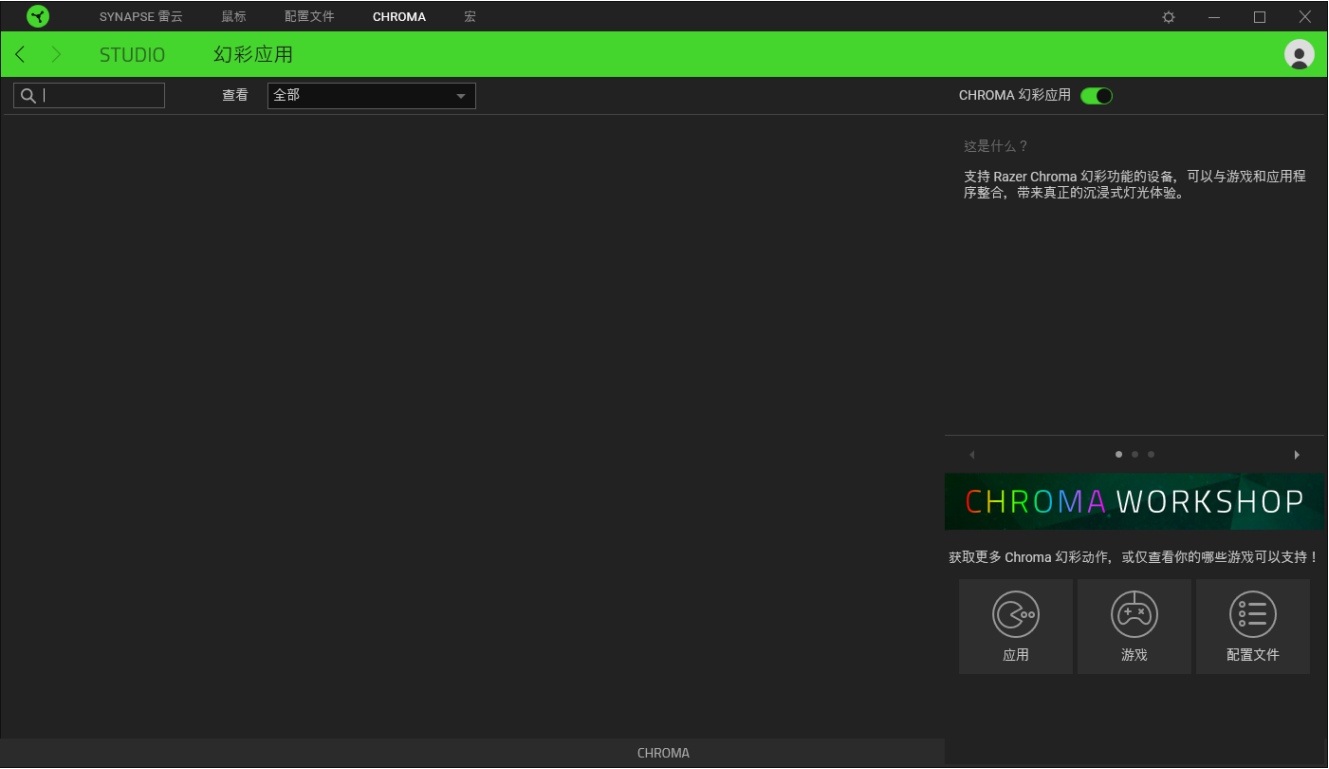 SYNAPSE 雷云 鼠标 配置文件 CHROMA 宏
STUDIO 幻彩应用
查看 全部 CHROMA 幻彩应用
这是什么？
支持 Razer Chroma 幻彩功能的设备，可以与游戏和应用程
序整合，带来真正的沉浸式灯光体验。
CHROMA WORKSHOP
获取更多 Chroma 幻彩动作，或仅查看你的哪些游戏可以支持！
应用 游戏 配置文件
CHROMA